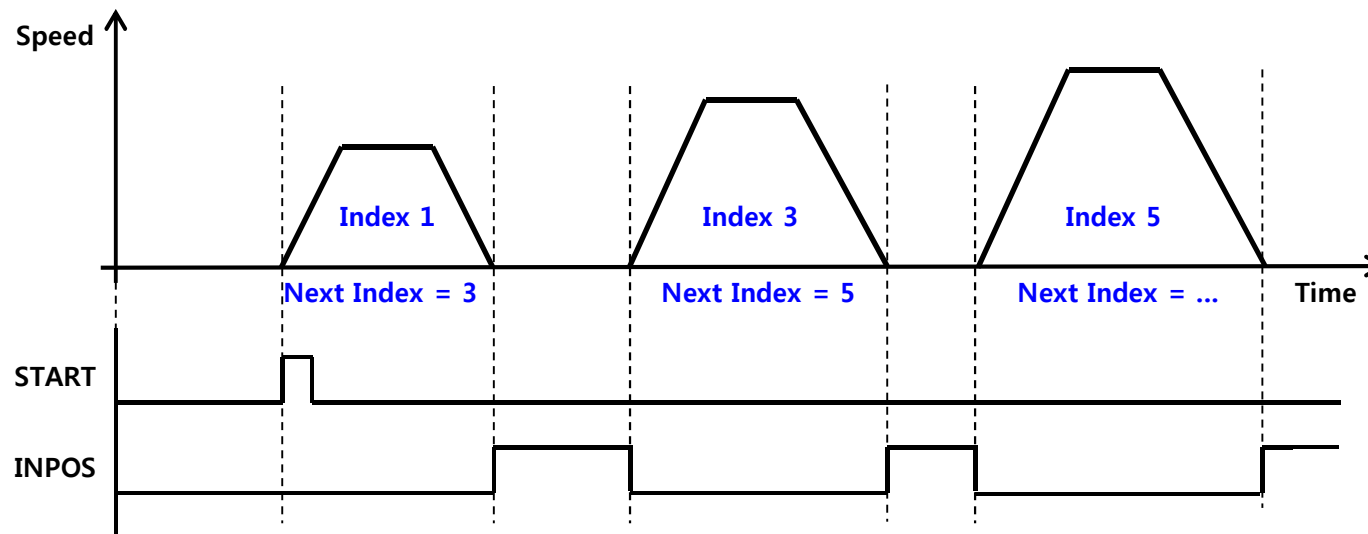 Speed
Index 1
Index 3
Index 5
Next Index = 3
Next Index = 5
Next Index = ...
Time
START
INPOS